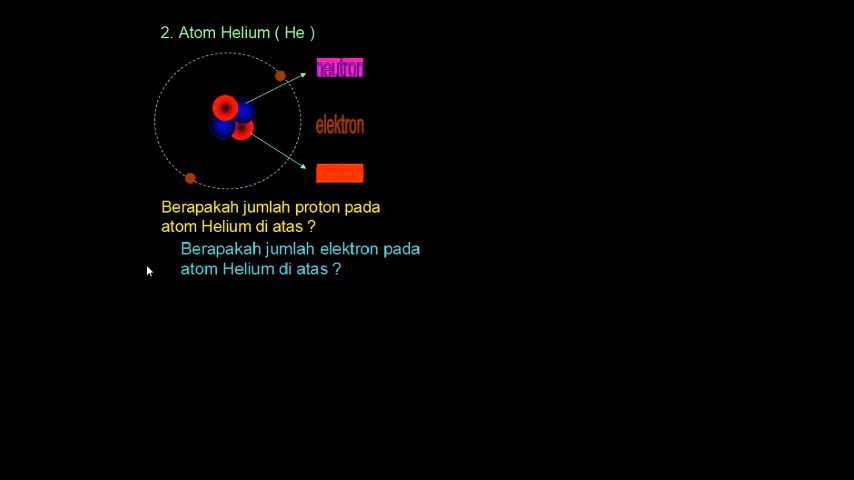 2. Atom Helium ( He )
neutron
elektron
Berapakah jumlah proton pada
atom Helium di atas ?
Berapakah jumlah elektron pada
atom Helium di atas ?